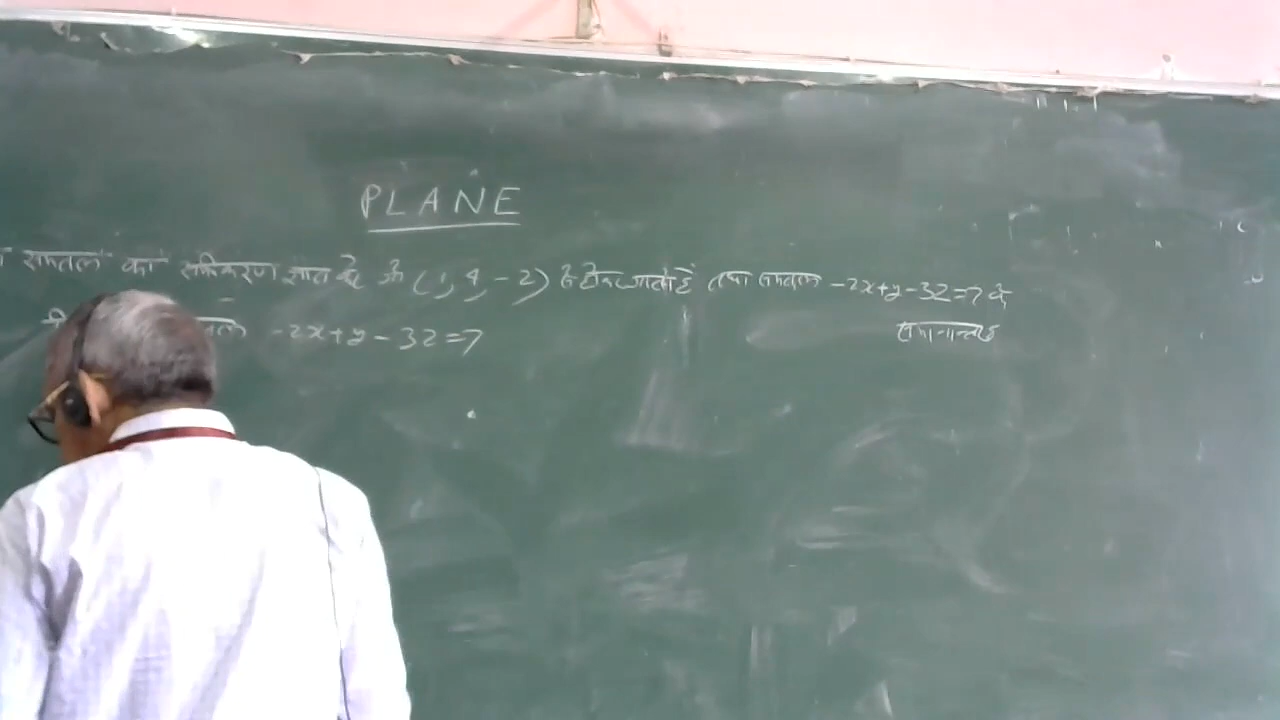 PLANE
समतल का समीकरण ज्ञात करें जो (1, 4, -2) से होकर जाता है तथा समतल -2x+y-3z=7 के
समान्तर है
-2x+y-3z=7